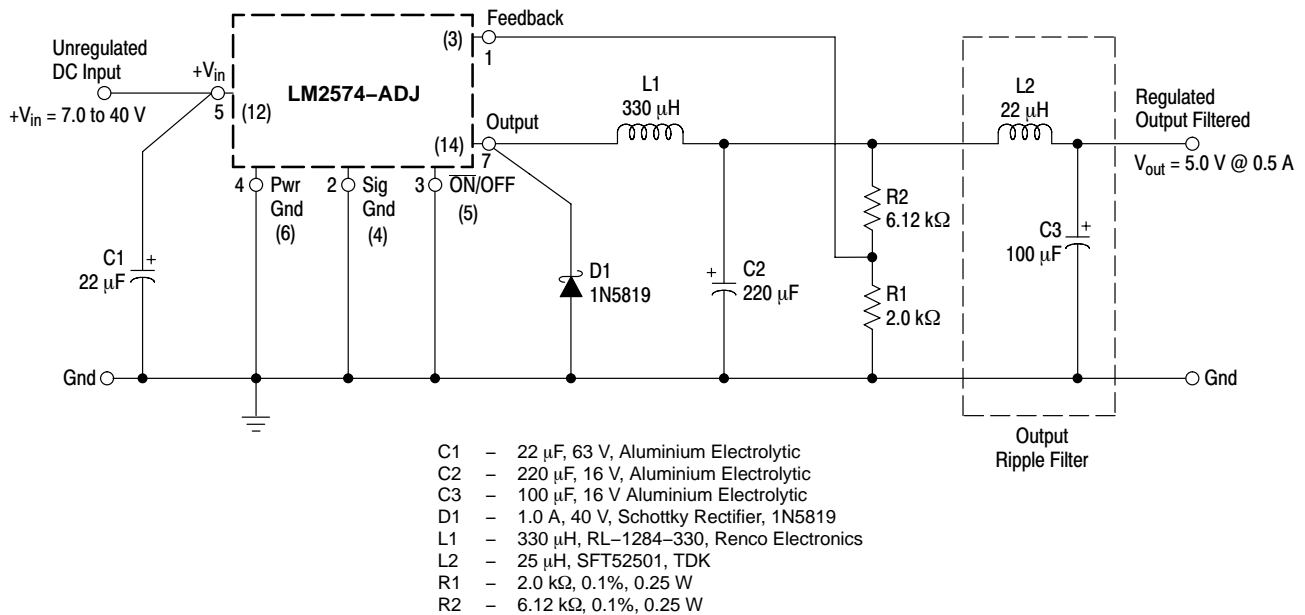 Feedback
(3)
1
Unregulated
DC Input
+Vin
LM2574–ADJ
+Vin = 7.0 to 40 V
5
(12)
Output
(14)
7
L1
330 μH
L2
22 μH
Regulated
Output Filtered
Vout = 5.0 V @ 0.5 A
4 Pwr
Gnd
(6)
2 Sig
Gnd
(4)
3 ON/OFF
(5)
R2
6.12 kΩ
C1
22 μF
+
D1
1N5819
+
C2
220 μF
R1
2.0 kΩ
C3
100 μF
+
Gnd
Gnd
Output
Ripple Filter
C1 – 22 μF, 63 V, Aluminium Electrolytic
C2 – 220 μF, 16 V, Aluminium Electrolytic
C3 – 100 μF, 16 V Aluminium Electrolytic
D1 – 1.0 A, 40 V, Schottky Rectifier, 1N5819
L1 – 330 μH, RL–1284–330, Renco Electronics
L2 – 25 μH, SFT52501, TDK
R1 – 2.0 kΩ, 0.1%, 0.25 W
R2 – 6.12 kΩ, 0.1%, 0.25 W